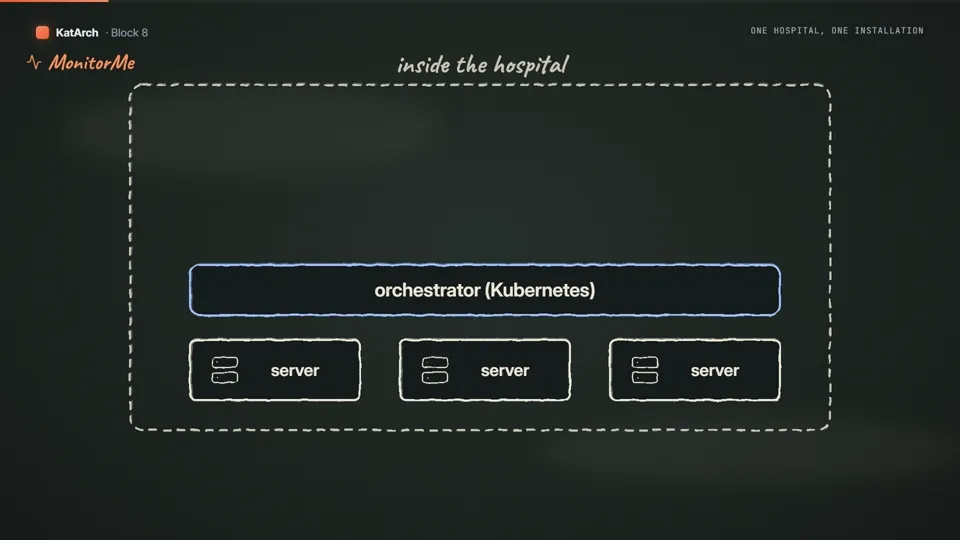 KatArch · Block 8
ONE HOSPITAL, ONE INSTALLATION
MonitorMe
inside the hospital
orchestrator (Kubernetes)
server
server
server